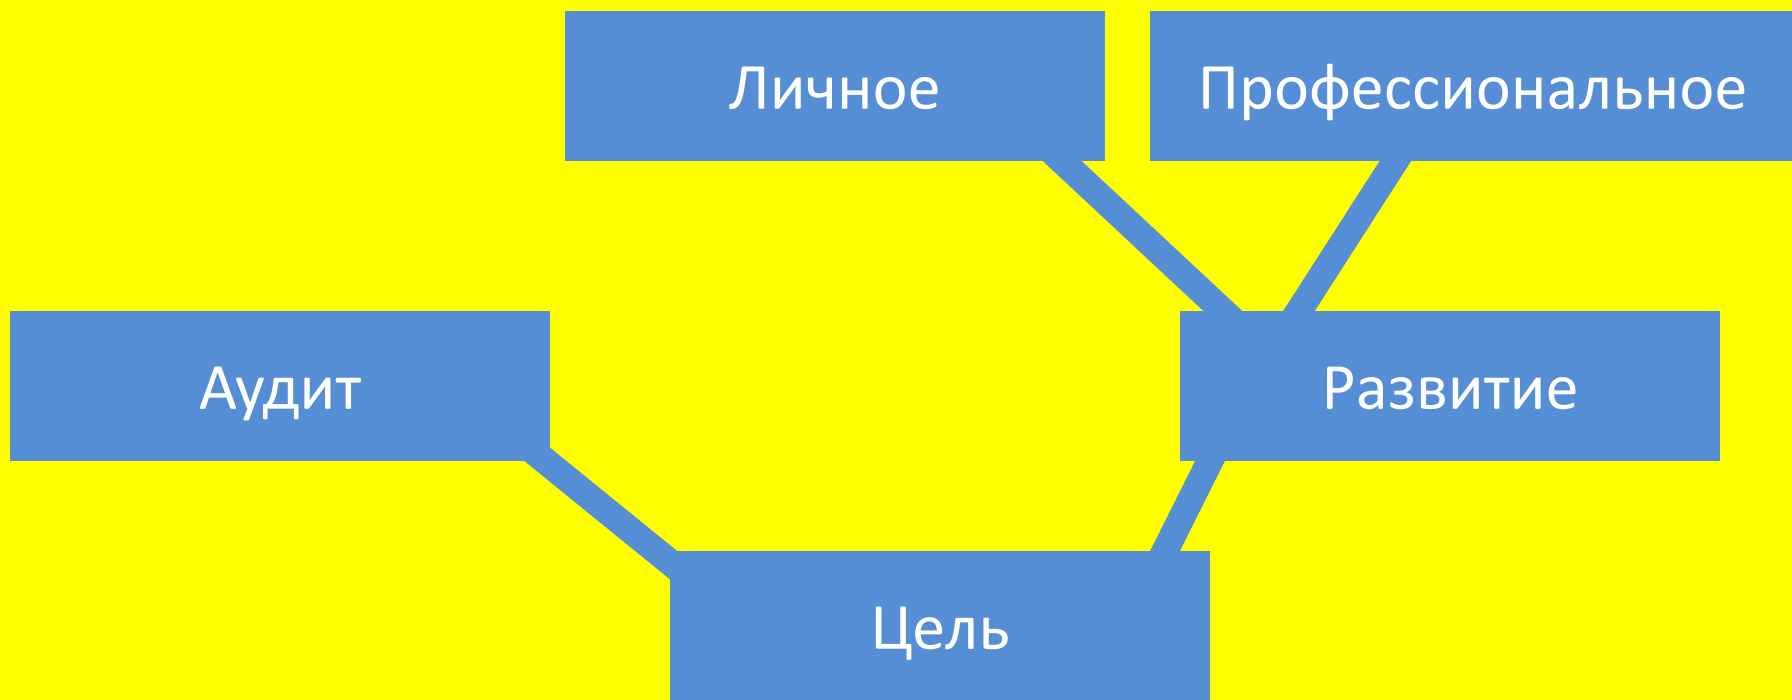 Личное
Профессиональное
Аудит
Развитие
Цель